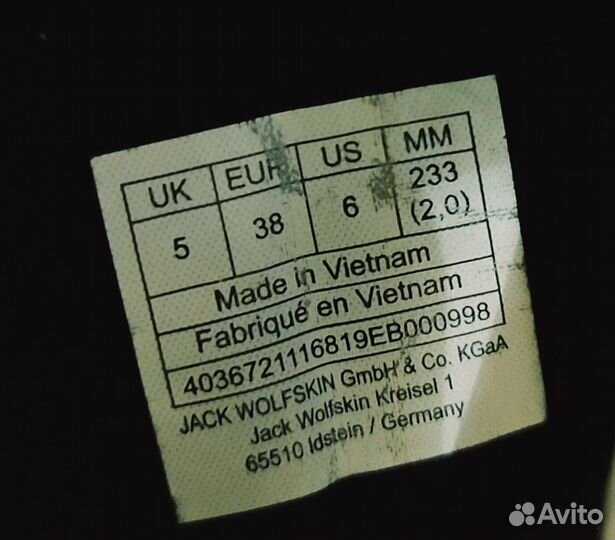 UK EUR US MM
5 38 6 233
(2,0)
Made in Vietnam
Fabriqué en Vietnam
4036721116819EB000998
JACK WOLFSKIN GmbH & Co. KGaA
Jack Wolfskin Kreisel 1
65510 Idstein / Germany
Avito